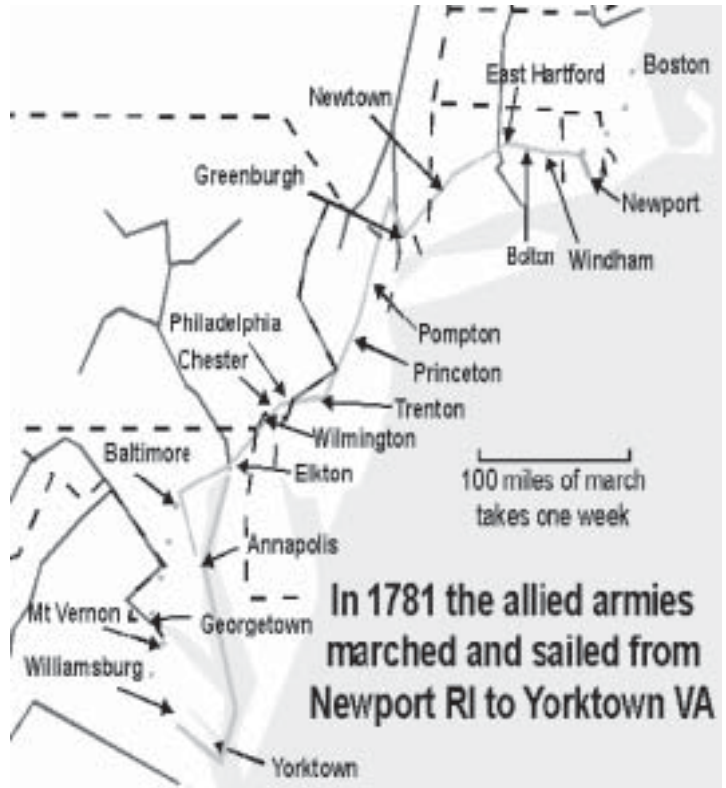 Boston
East Hartford
Newtown
Greenburgh
Newport
Bolton
Windham
Philadelphia
Pompton
Chester
Princeton
Trenton
Wilmington
Baltimore
Elkton
100 miles of march
takes one week
Annapolis
Mt Vernon
Georgetown
Williamsburg
In 1781 the allied armies
marched and sailed from
Newport RI to Yorktown VA
Yorktown